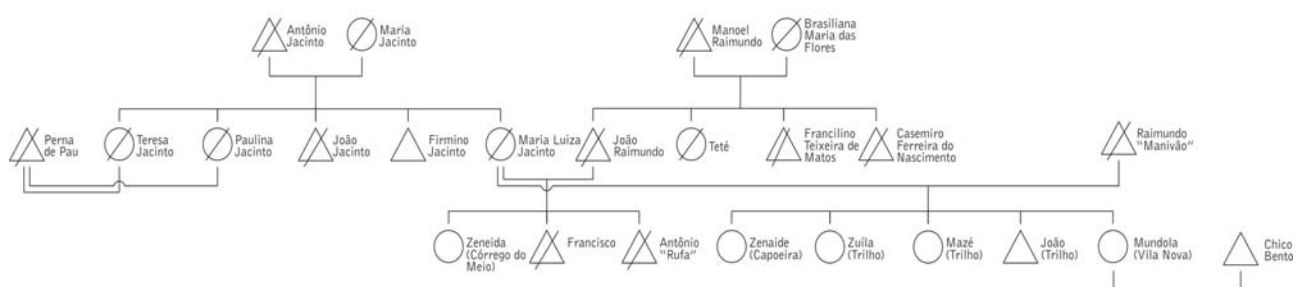 Antônio
Jacinto
Maria
Jacinto
Manoel
Raimundo
Brasiliana
Maria das
Flores
Perna
de Pau
Teresa
Jacinto
Paulina
Jacinto
João
Jacinto
Firmino
Jacinto
Maria Luiza
Jacinto
João
Raimundo
Teté
Francilino
Teixeira de
Matos
Casemiro
Ferreira do
Nascimento
Raimundo
"Manivão"
Zeneida
(Córrego do
Meio)
Francisco
Antônio
"Rufa"
Zenaide
(Capoeira)
Zuíla
(Trilho)
Mazé
(Trilho)
João
(Trilho)
Mundola
(Vila Nova)
Chico
Bento